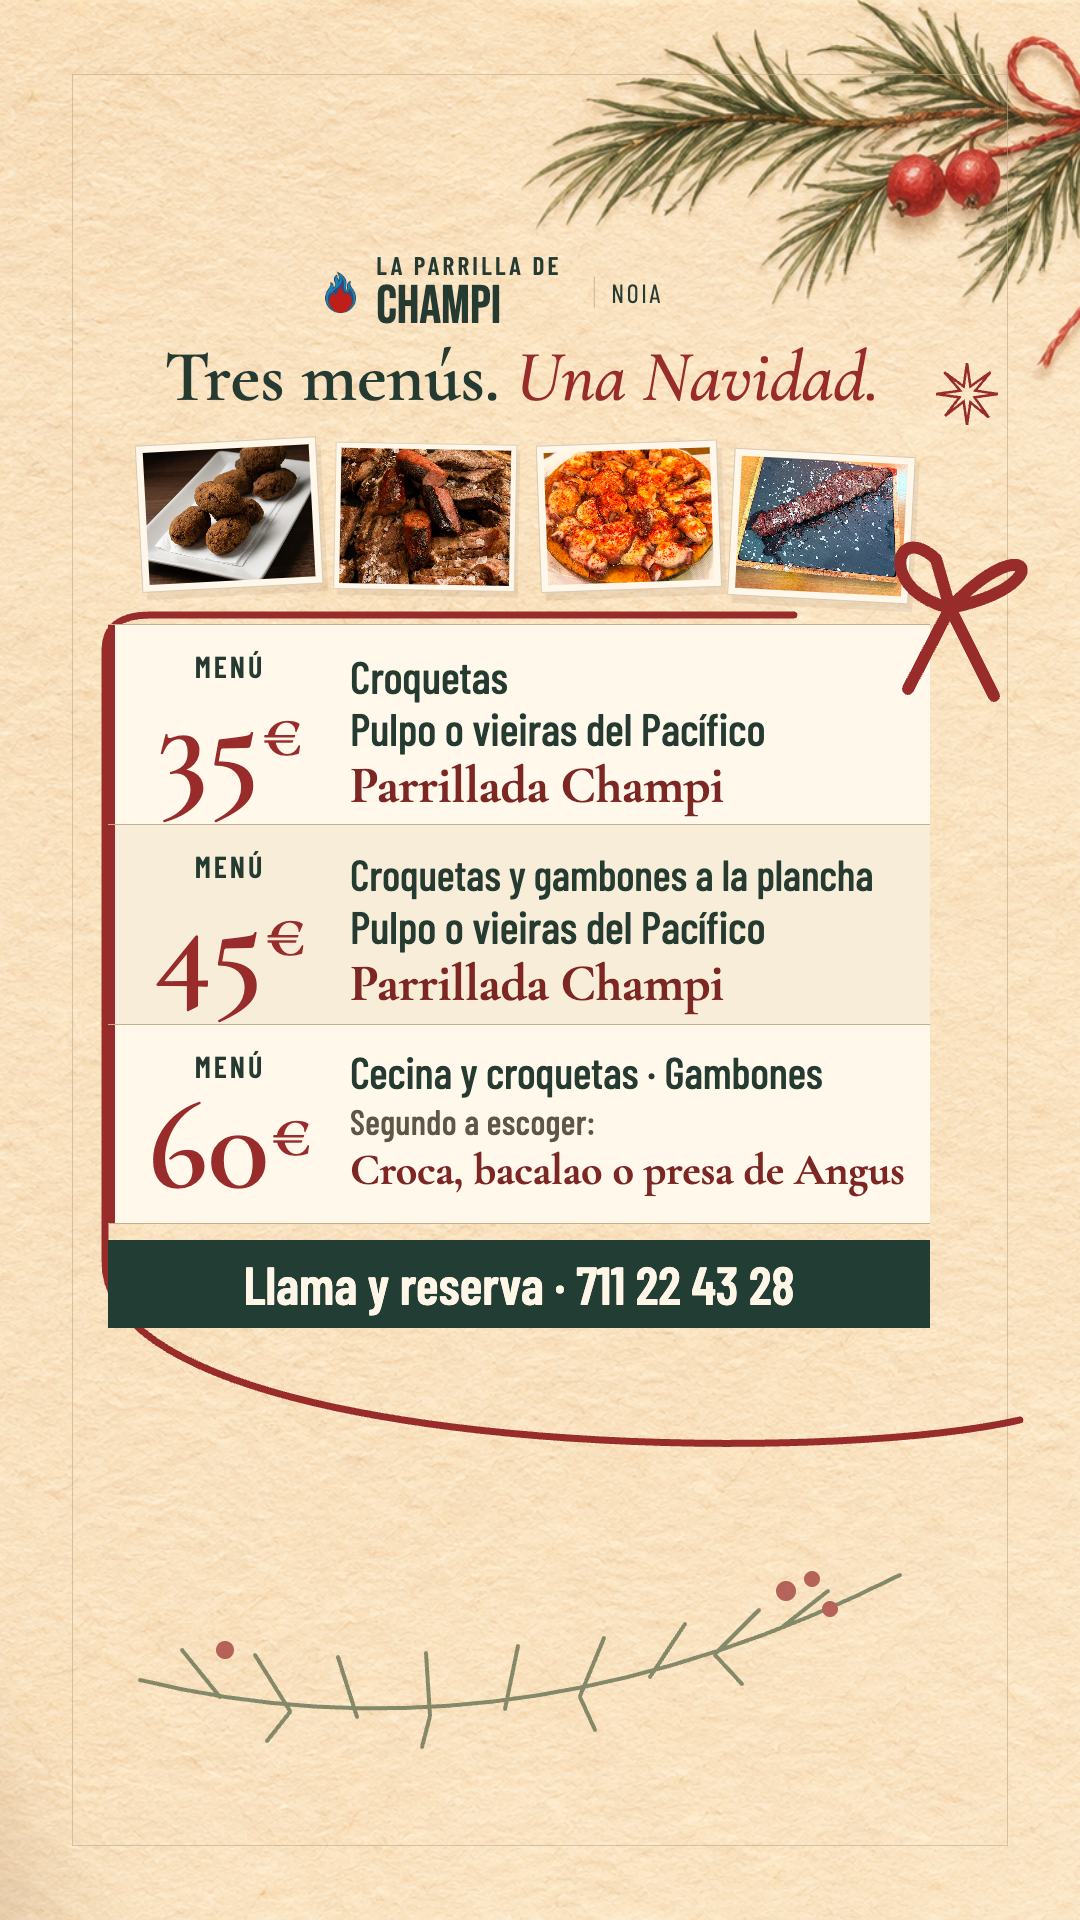 LA PARRILLA DE
CHAMPI
NOIA
Tres menús. Una Navidad.
MENÚ
35€
Croquetas
Pulpo o vieiras del Pacífico
Parrillada Champi
MENÚ
45€
Croquetas y gambones a la plancha
Pulpo o vieiras del Pacífico
Parrillada Champi
MENÚ
60€
Cecina y croquetas · Gambones
Segundo a escoger:
Croca, bacalao o presa de Angus
Llama y reserva · 711 22 43 28